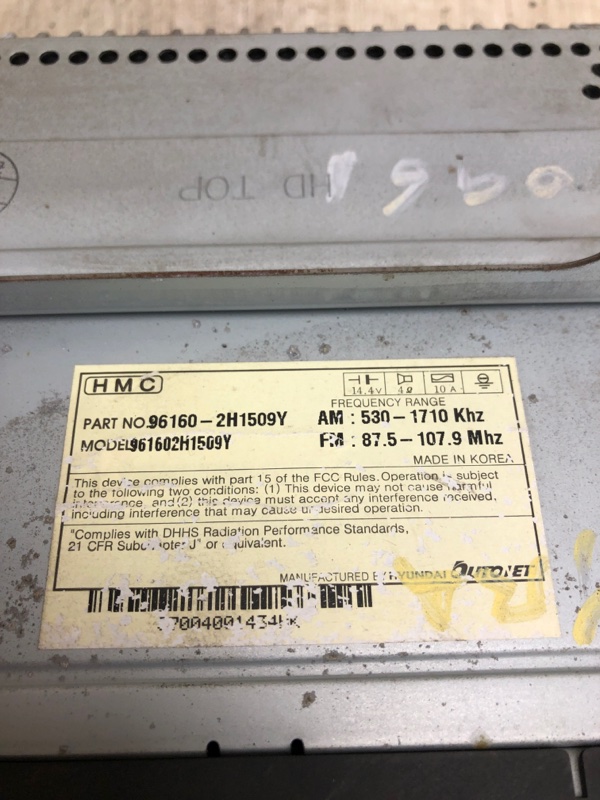 HD TOP
1960
HMC
14.4V 4Ω 10A
FREQUENCY RANGE
PART NO.96160-2H1509Y AM : 530-1710 Khz
MODEL961602H1509Y FM : 87.5-107.9 Mhz
MADE IN KOREA
This device complies with part 15 of the FCC Rules. Operation is subject
to the following two conditions: (1) This device may not cause harmful
interference, and (2) this device must accept any interference received,
including interference that may cause undesired operation.
"Complies with DHHS Radiation Performance Standards,
21 CFR Subchapter J" or equivalent.
MANUFACTURED BY HYUNDAI AUTONET